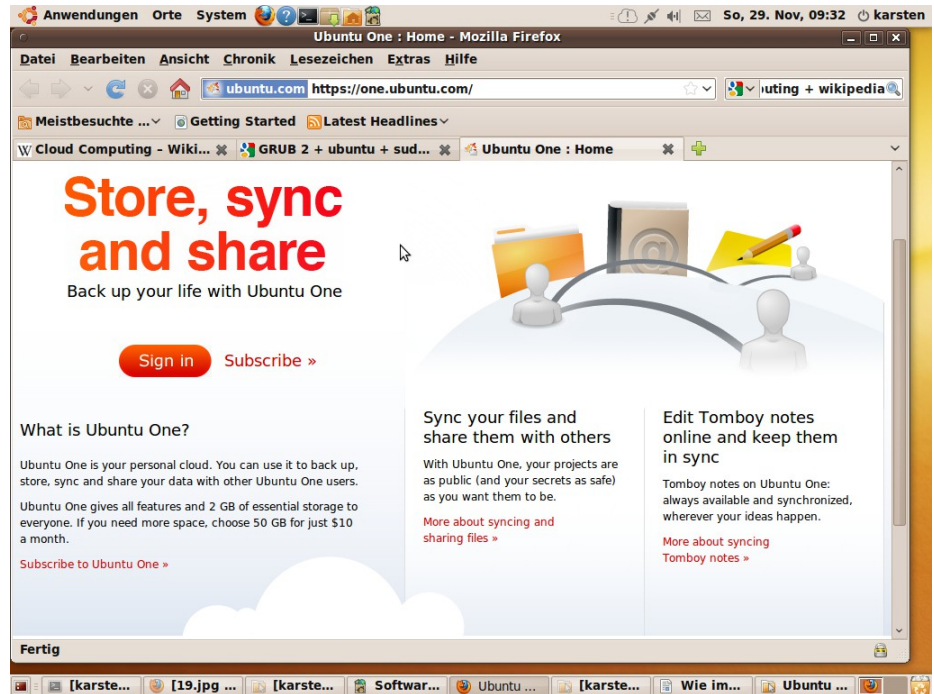 Anwendungen Orte System So, 29. Nov, 09:32 karsten
Ubuntu One : Home - Mozilla Firefox
Datei Bearbeiten Ansicht Chronik Lesezeichen Extras Hilfe
ubuntu.com https://one.ubuntu.com/ uting + wikipedia
Meistbesuchte ... Getting Started Latest Headlines
Cloud Computing – Wiki... GRUB 2 + ubuntu + sud... Ubuntu One : Home
Store, sync
and share
Back up your life with Ubuntu One
Sign in Subscribe »
What is Ubuntu One?
Ubuntu One is your personal cloud. You can use it to back up,
store, sync and share your data with other Ubuntu One users.
Ubuntu One gives all features and 2 GB of essential storage to
everyone. If you need more space, choose 50 GB for just $10
a month.
Subscribe to Ubuntu One »
Sync your files and
share them with others
With Ubuntu One, your projects are
as public (and your secrets as safe)
as you want them to be.
More about syncing and
sharing files »
Edit Tomboy notes
online and keep them
in sync
Tomboy notes on Ubuntu One:
always available and synchronized,
wherever your ideas happen.
More about syncing
Tomboy notes »
Fertig
[karste... [19.jpg ... [karste... Softwar... Ubuntu ... [karste... Wie im... Ubuntu ...